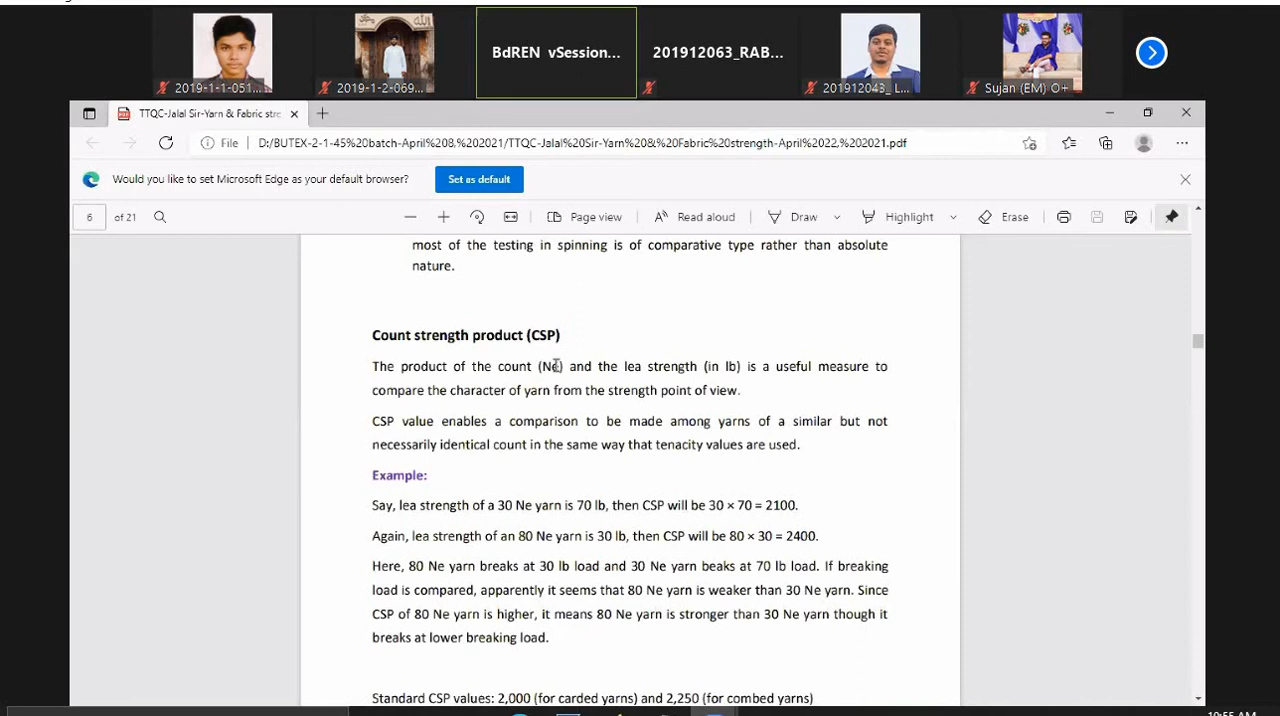 BdREN vSession...
201912063_RAB...
2019-1-1-051...
2019-1-2-069...
201912043_ L...
Sujan (EM) O+
TTQC-Jalal Sir-Yarn & Fabric stre
File
D:/BUTEX-2-1-45%20batch-April%208.%202021/TTQC-Jalal%20Sir-Yarn%20&%20Fabric%20strength-April%2022,%202021.pdf
Would you like to set Microsoft Edge as your default browser?
Set as default
6 of 21
Page view
Read aloud
Draw
Highlight
Erase
most of the testing in spinning is of comparative type rather than absolute
nature.
Count strength product (CSP)
The product of the count (Ne) and the lea strength (in lb) is a useful measure to
compare the character of yarn from the strength point of view.
CSP value enables a comparison to be made among yarns of a similar but not
necessarily identical count in the same way that tenacity values are used.
Example:
Say, lea strength of a 30 Ne yarn is 70 lb, then CSP will be 30 × 70 = 2100.
Again, lea strength of an 80 Ne yarn is 30 lb, then CSP will be 80 × 30 = 2400.
Here, 80 Ne yarn breaks at 30 lb load and 30 Ne yarn beaks at 70 lb load. If breaking
load is compared, apparently it seems that 80 Ne yarn is weaker than 30 Ne yarn. Since
CSP of 80 Ne yarn is higher, it means 80 Ne yarn is stronger than 30 Ne yarn though it
breaks at lower breaking load.
Standard CSP values: 2,000 (for carded yarns) and 2,250 (for combed yarns)